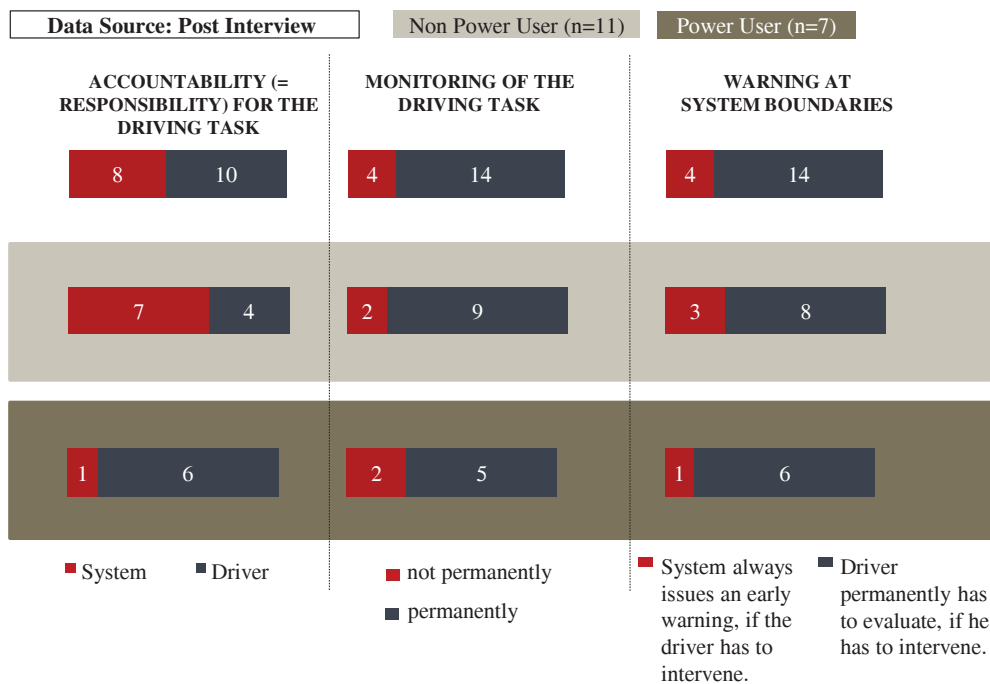 Data Source: Post Interview
Non Power User (n=11)
Power User (n=7)
ACCOUNTABILITY (=
RESPONSIBILITY) FOR THE
DRIVING TASK
MONITORING OF THE
DRIVING TASK
WARNING AT
SYSTEM BOUNDARIES
8 10
4 14
4 14
7 4
2 9
3 8
1 6
2 5
1 6
System
Driver
not permanently
permanently
System always
issues an early
warning, if the
driver has to
intervene.
Driver
permanently has
to evaluate, if he
has to intervene.